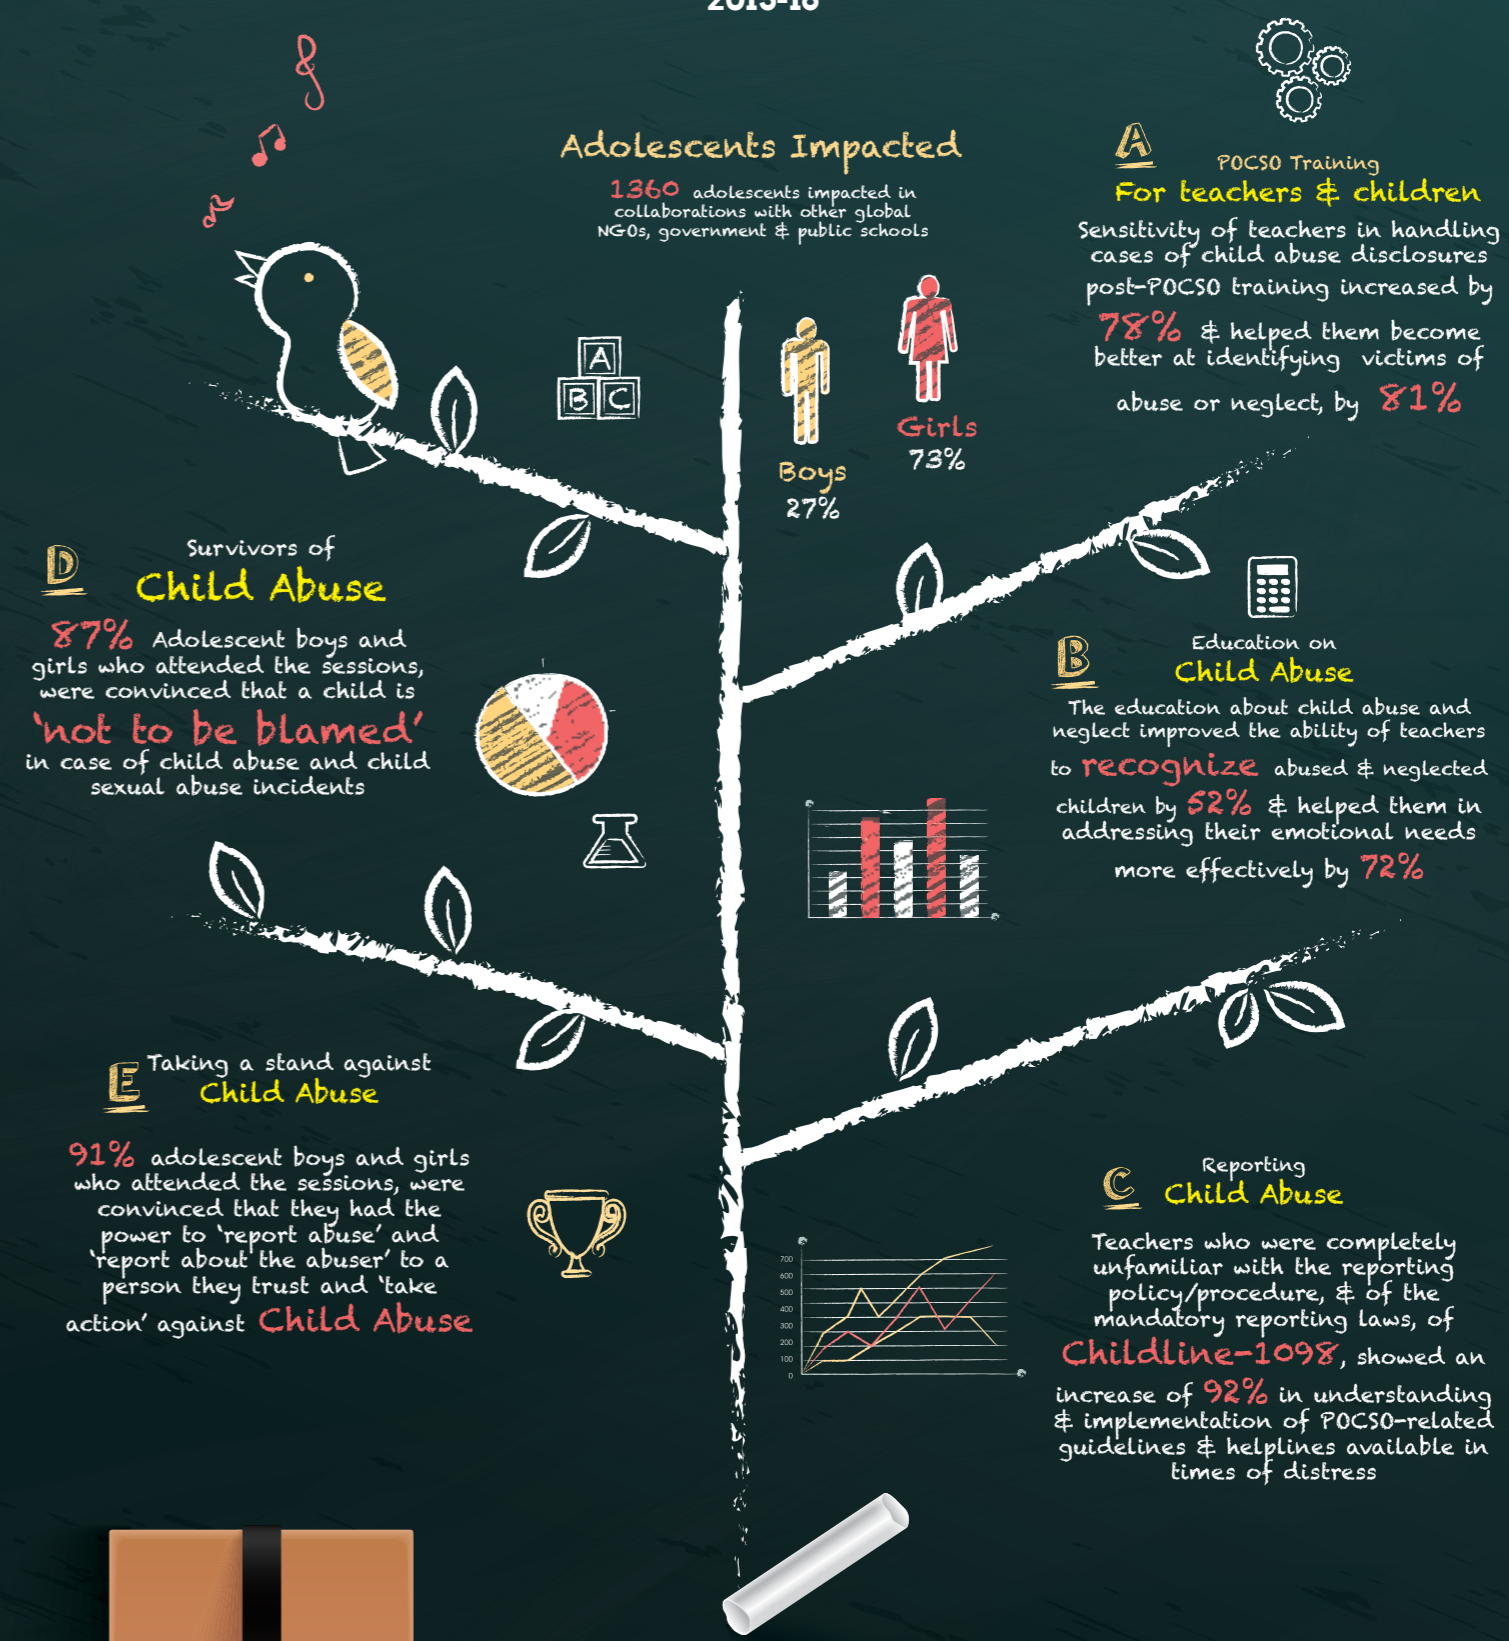 2015-16
Adolescents Impacted
1360 adolescents impacted in
collaborations with other global
NGOs, government & public schools
A
B C
Boys
27%
Girls
73%
A
POCSO Training
For teachers & children
Sensitivity of teachers in handling
cases of child abuse disclosures
post-POCSO training increased by
78% & helped them become
better at identifying victims of
abuse or neglect, by 81%
B
Education on
Child Abuse
The education about child abuse and
neglect improved the ability of teachers
to recognize abused & neglected
children by 52% & helped them in
addressing their emotional needs
more effectively by 72%
C
Reporting
Child Abuse
Teachers who were completely
unfamiliar with the reporting
policy/procedure, & of the
mandatory reporting laws, of
Childline-1098, showed an
increase of 92% in understanding
& implementation of POCSO-related
guidelines & helplines available in
times of distress
700
600
500
400
300
200
100
0
D
Survivors of
Child Abuse
87% Adolescent boys and
girls who attended the sessions,
were convinced that a child is
‘not to be blamed’
in case of child abuse and child
sexual abuse incidents
E
Taking a stand against
Child Abuse
91% adolescent boys and girls
who attended the sessions, were
convinced that they had the
power to ‘report abuse’ and
‘report about the abuser’ to a
person they trust and ‘take
action’ against Child Abuse